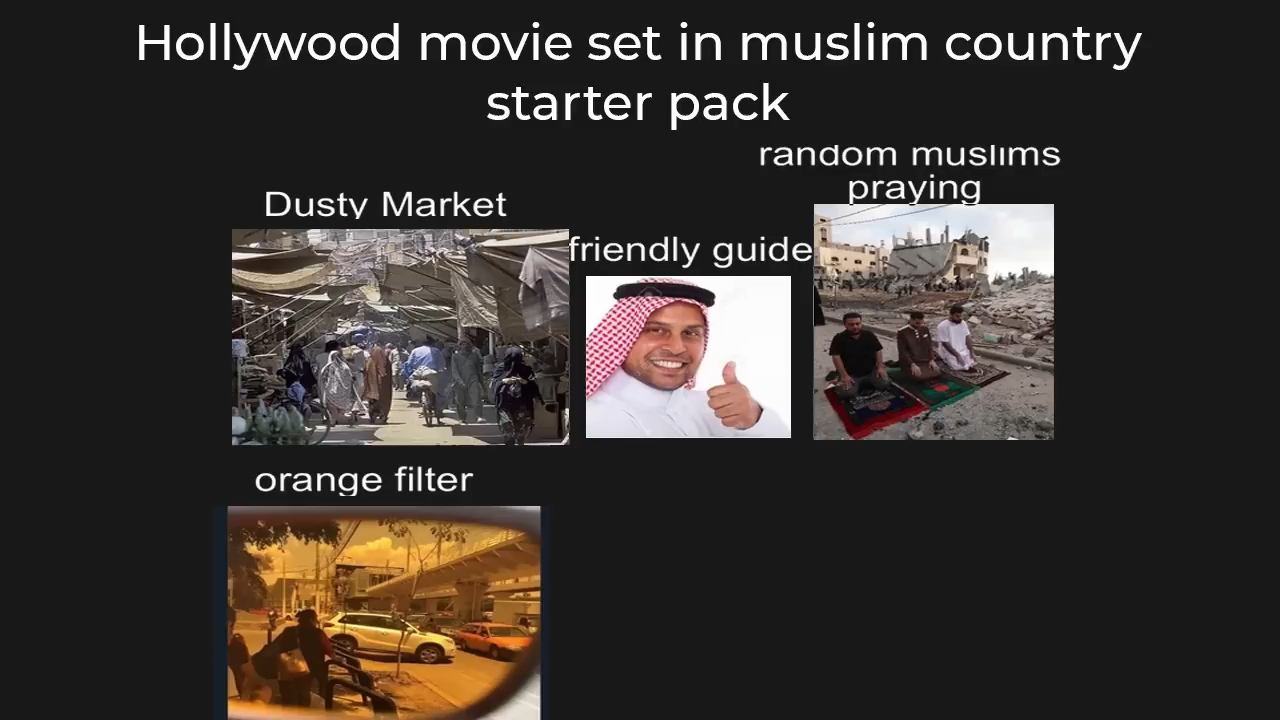 Hollywood movie set in muslim country
starter pack
random muslims
praying
Dusty Market
friendly guide
orange filter